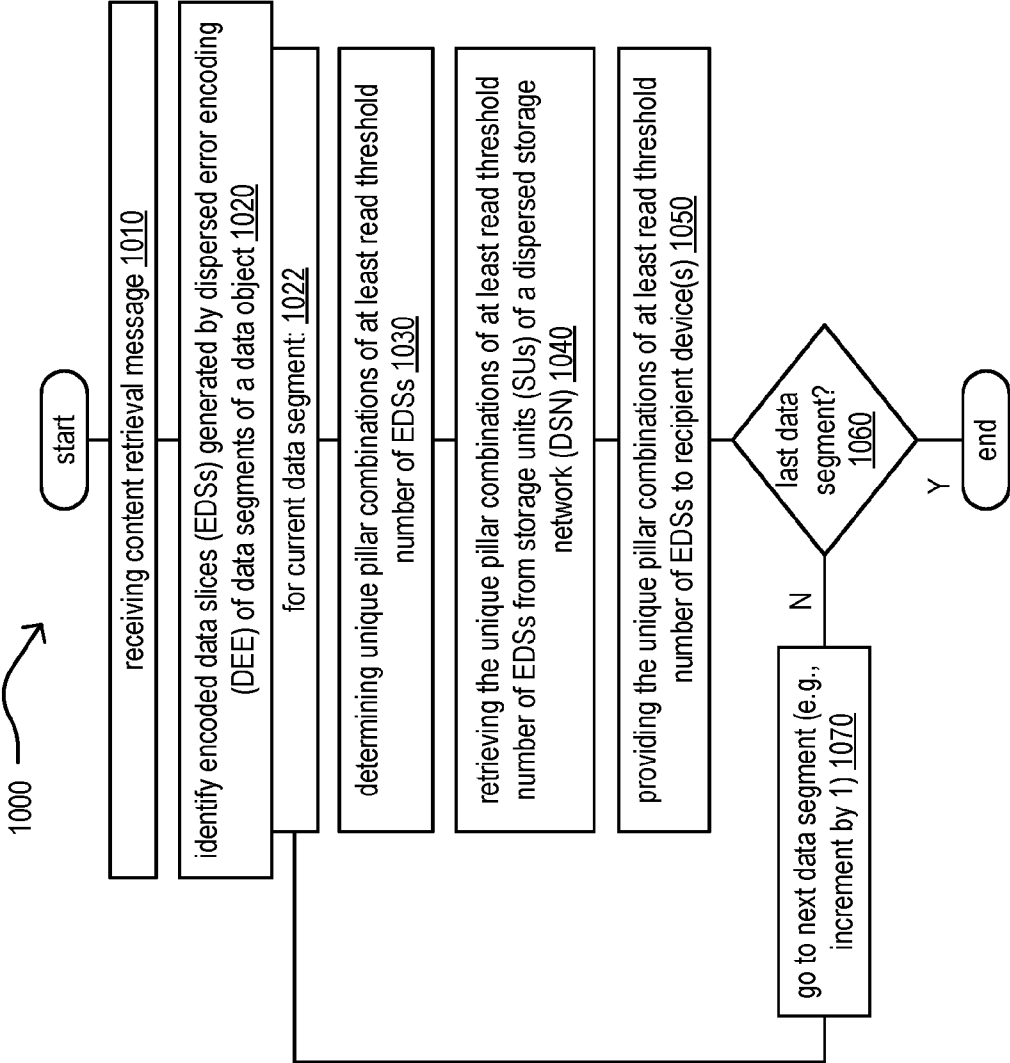 1000
start
receiving content retrieval message 1010
identify encoded data slices (EDSs) generated by dispersed error encoding
(DEE) of data segments of a data object 1020
for current data segment: 1022
determining unique pillar combinations of at least read threshold
number of EDSs 1030
retrieving the unique pillar combinations of at least read threshold
number of EDSs from storage units (SUs) of a dispersed storage
network (DSN) 1040
providing the unique pillar combinations of at least read threshold
number of EDSs to recipient device(s) 1050
last data
segment?
1060
N
Y
go to next data segment (e.g.,
increment by 1) 1070
end